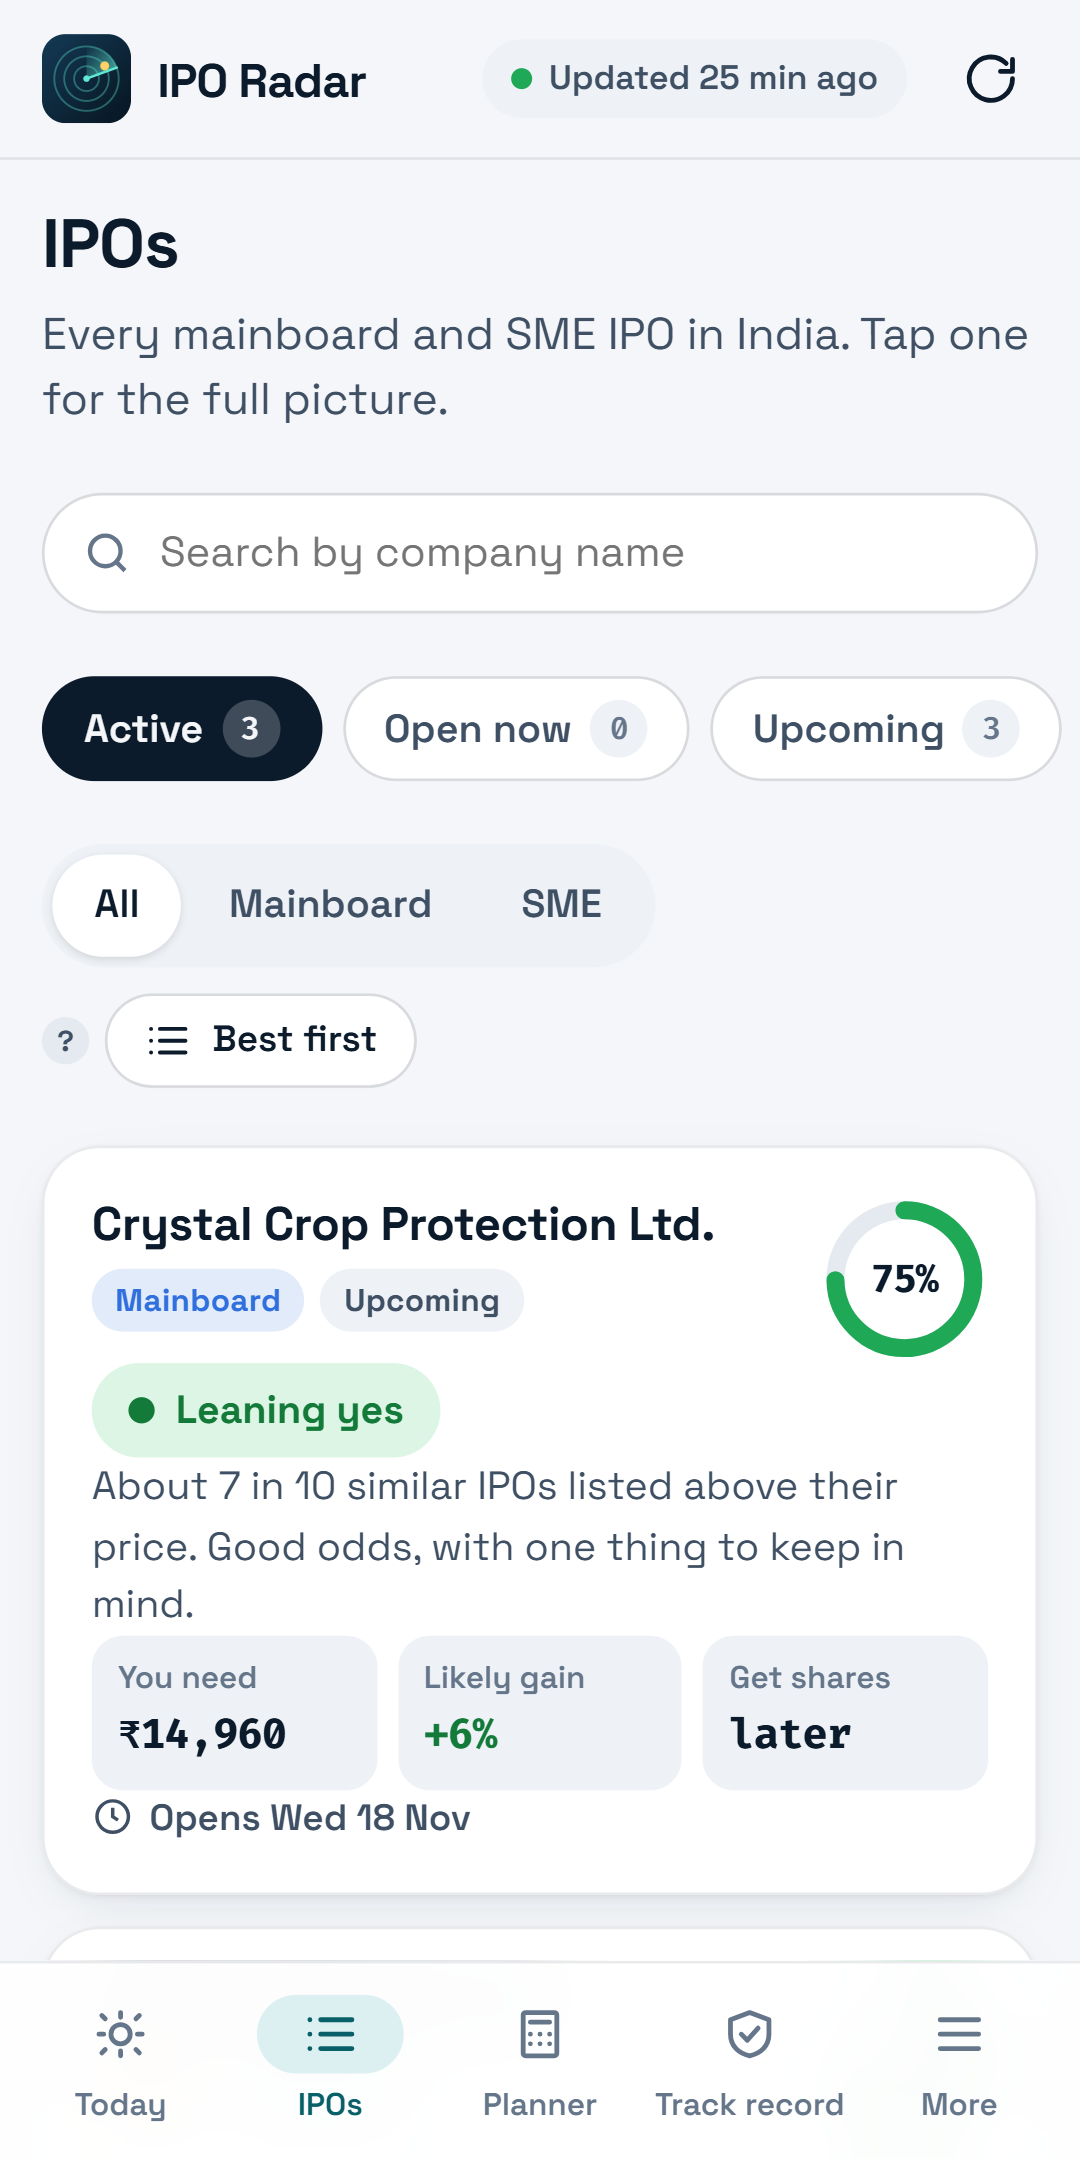 IPO Radar
Updated 25 min ago
IPOs
Every mainboard and SME IPO in India. Tap one
for the full picture.
Search by company name
Active 3
Open now 0
Upcoming 3
All
Mainboard
SME
?
Best first
Crystal Crop Protection Ltd.
75%
Mainboard
Upcoming
Leaning yes
About 7 in 10 similar IPOs listed above their
price. Good odds, with one thing to keep in
mind.
You need
₹14,960
Likely gain
+6%
Get shares
later
Opens Wed 18 Nov
Today
IPOs
Planner
Track record
More